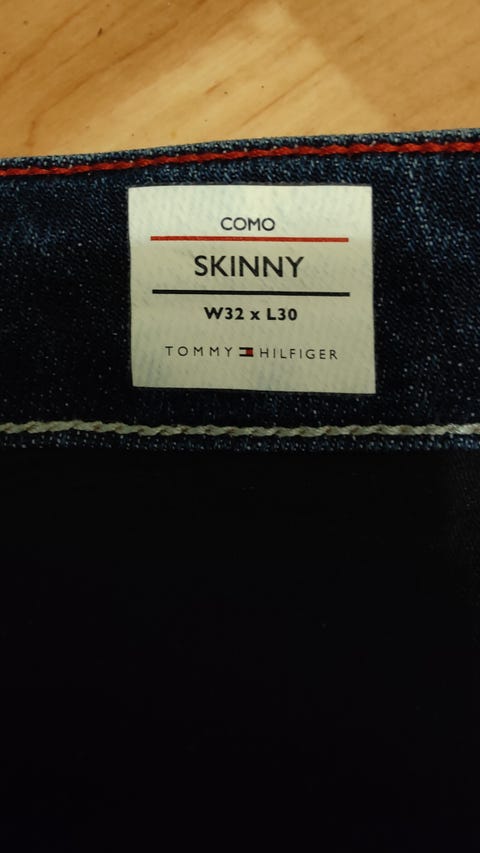 COMO
SKINNY
W32 x L30
TOMMY HILFIGER